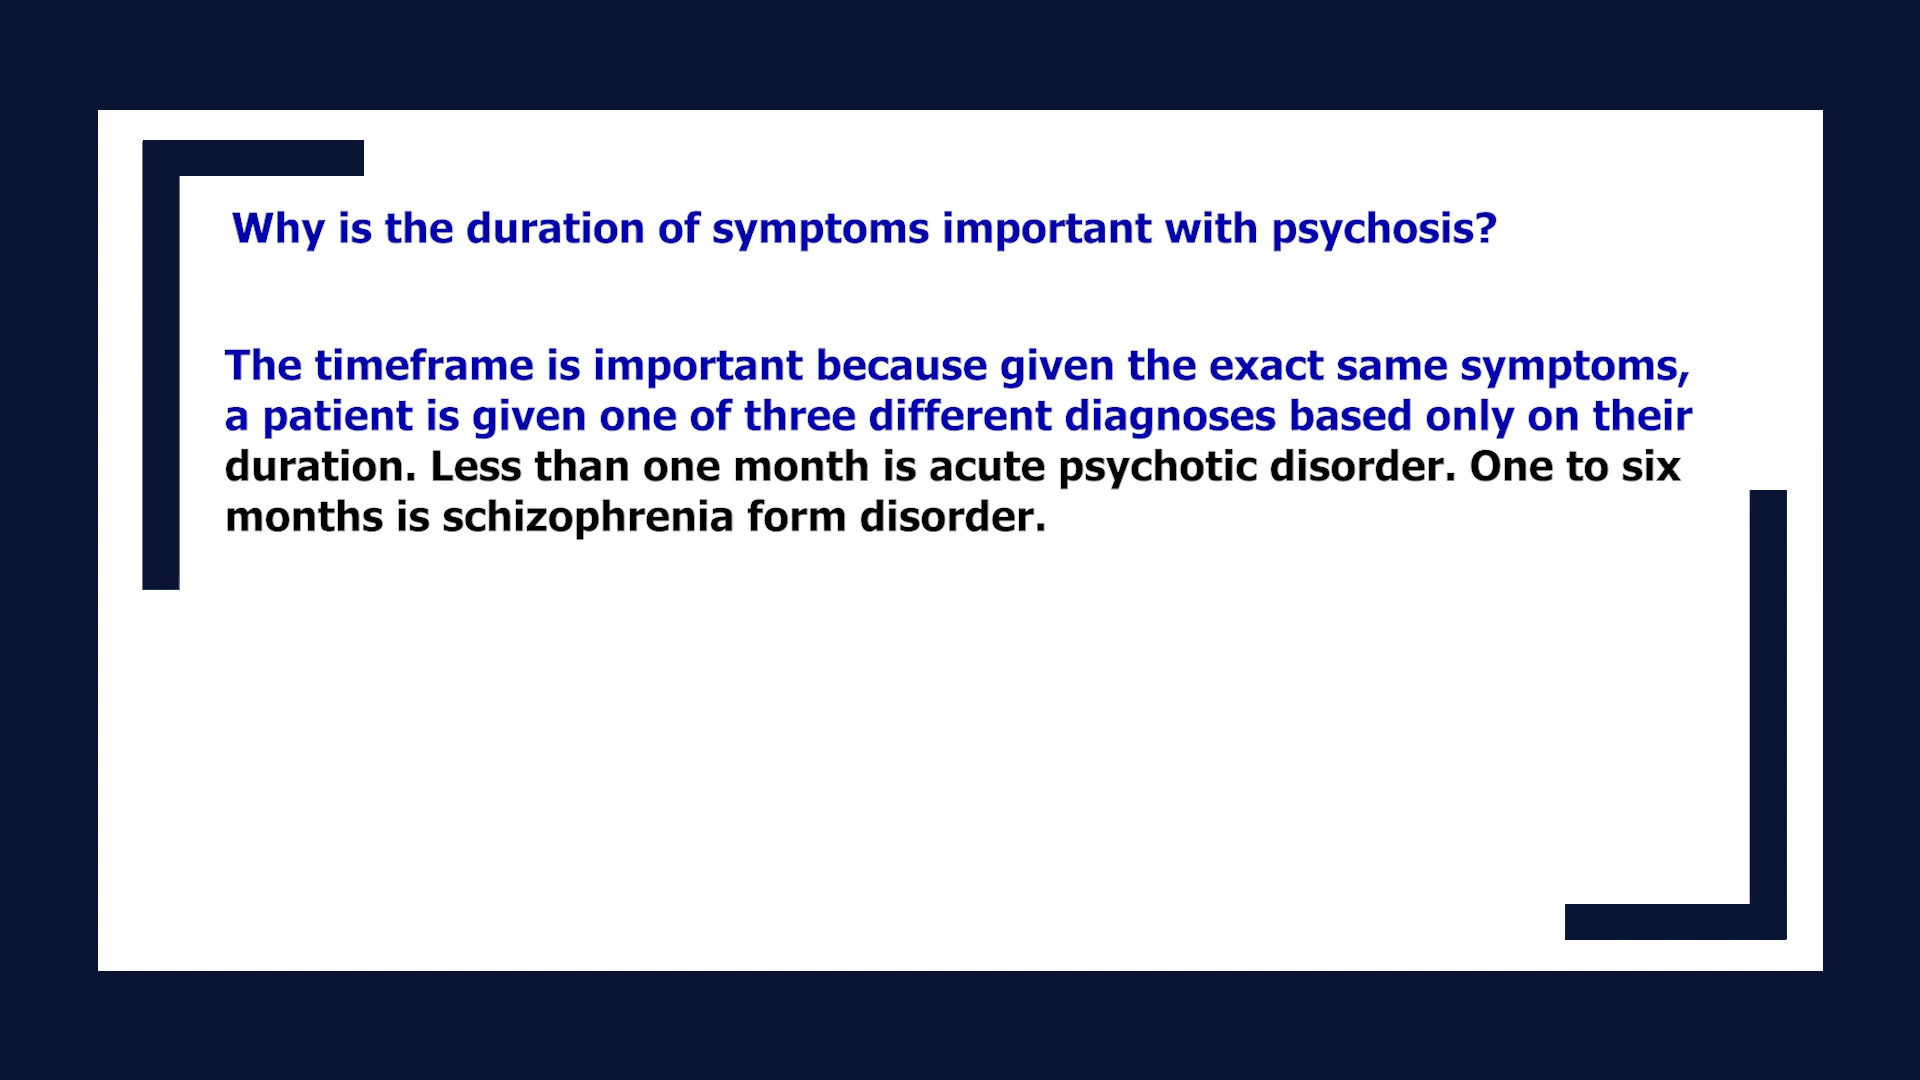 Why is the duration of symptoms important with psychosis?
The timeframe is important because given the exact same symptoms,
a patient is given one of three different diagnoses based only on their
duration. Less than one month is acute psychotic disorder. One to six
months is schizophrenia form disorder.